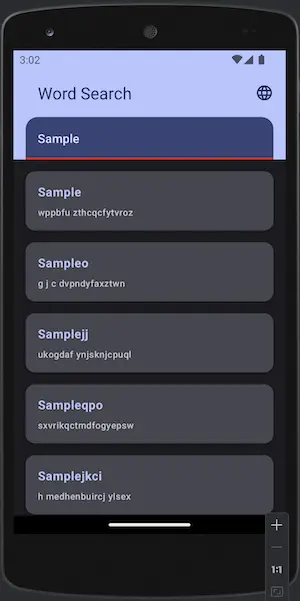 3:02
Word Search
Sample
Sample
wppbfu zthcqcfytvroz
Sampleo
g j c dvpndyfaxztwn
Samplejj
ukogdaf ynjsknjcpuql
Sampleqpo
sxvrikqctmdfogyepsw
Samplejkci
h medhenbuircj ylsex
1:1